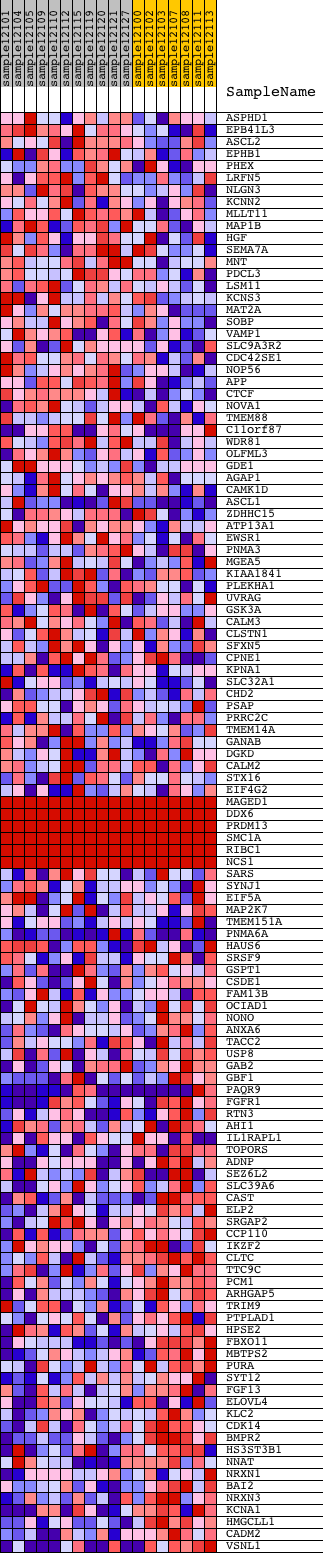 sample12101
sample12104
sample12105
sample12109
sample12110
sample12112
sample12115
sample12119
sample12120
sample12121
sample12127
sample12100
sample12102
sample12103
sample12107
sample12108
sample12111
sample12113
SampleName
ASPHD1
EPB41L3
ASCL2
EPHB1
PHEX
LRFN5
NLGN3
KCNN2
MLLT11
MAP1B
HGF
SEMA7A
MNT
PDCL3
LSM11
KCNS3
MAT2A
SOBP
VAMP1
SLC9A3R2
CDC42SE1
NOP56
APP
CTCF
NOVA1
TMEM88
C11orf87
WDR81
OLFML3
GDE1
AGAP1
CAMK1D
ASCL1
ZDHHC15
ATP13A1
EWSR1
PNMA3
MGEA5
KIAA1841
PLEKHA1
UVRAG
GSK3A
CALM3
CLSTN1
SFXN5
CPNE1
KPNA1
SLC32A1
CHD2
PSAP
PRRC2C
TMEM14A
GANAB
DGKD
CALM2
STX16
EIF4G2
MAGED1
DDX6
PRDM13
SMC1A
RIBC1
NCS1
SARS
SYNJ1
EIF5A
MAP2K7
TMEM151A
PNMA6A
HAUS6
SRSF9
GSPT1
CSDE1
FAM13B
OCIAD1
NONO
ANXA6
TACC2
USP8
GAB2
GBF1
PAQR9
FGFR1
RTN3
AHI1
IL1RAPL1
TOPORS
ADNP
SEZ6L2
SLC39A6
CAST
ELP2
SRGAP2
CCP110
IKZF2
CLTC
TTC9C
PCM1
ARHGAP5
TRIM9
PTPLAD1
HPSE2
FBXO11
MBTPS2
PURA
SYT12
FGF13
ELOVL4
KLC2
CDK14
BMPR2
HS3ST3B1
NNAT
NRXN1
BAI2
NRXN3
KCNA1
HMGCLL1
CADM2
VSNL1